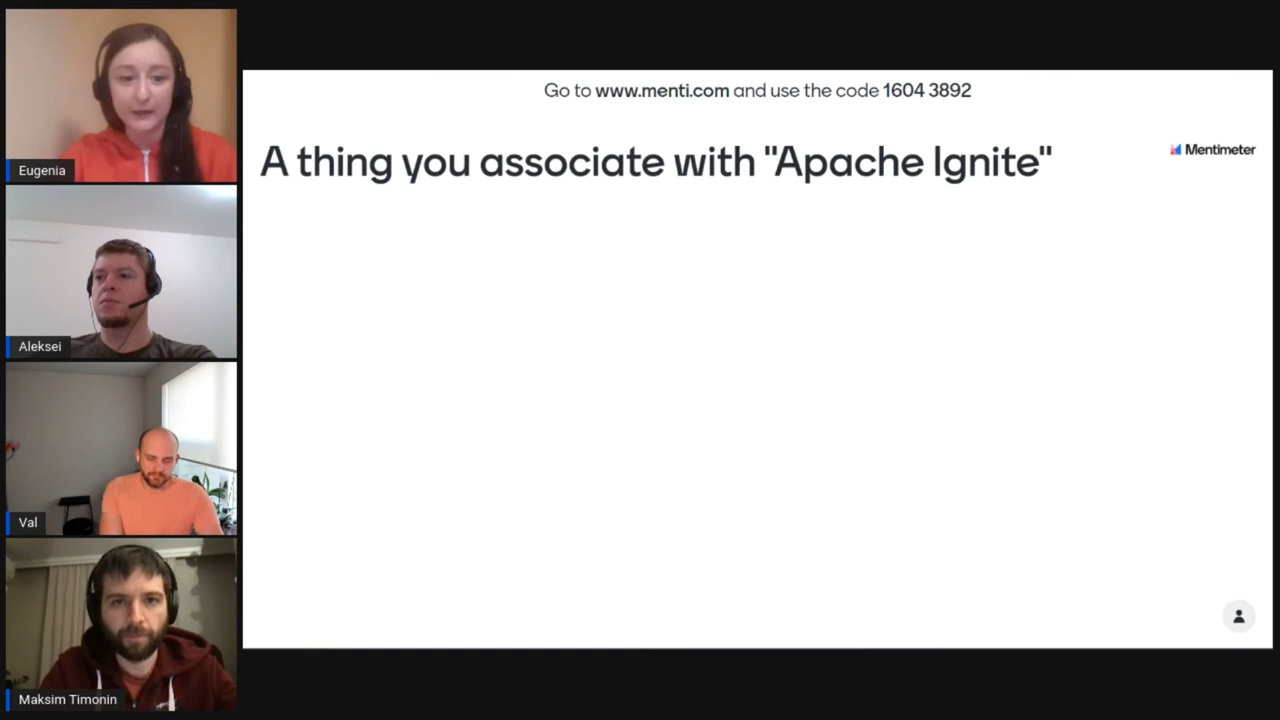 Go to www.menti.com and use the code 1604 3892
A thing you associate with "Apache Ignite"
Mentimeter
Eugenia
Aleksei
Val
Maksim Timonin